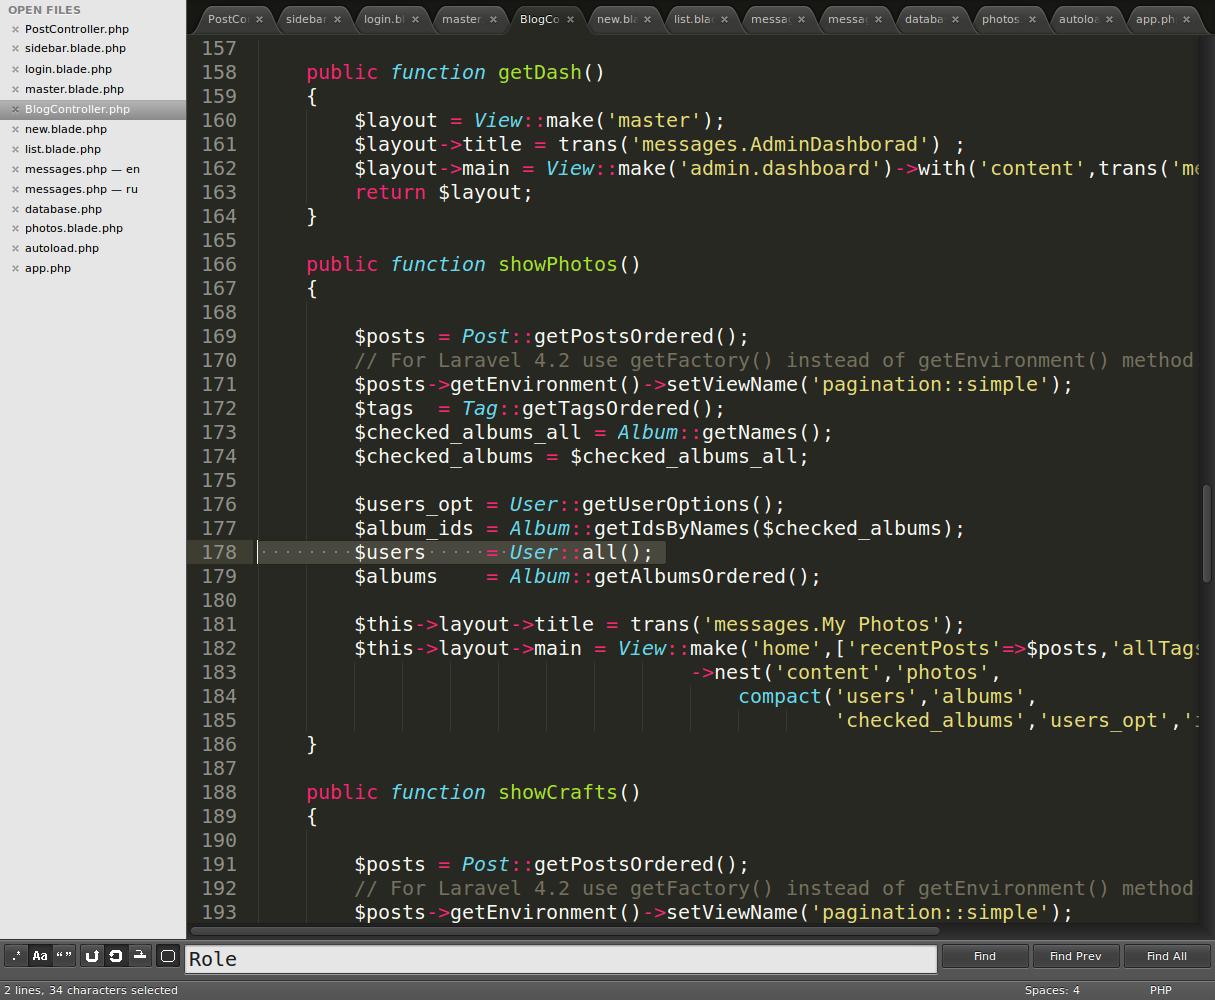 OPEN FILES
PostController.php
sidebar.blade.php
login.blade.php
master.blade.php
BlogController.php
new.blade.php
list.blade.php
messages.php — en
messages.php — ru
database.php
photos.blade.php
autoload.php
app.php
PostCo sidebar login.bl master. BlogCo new.bla list.blad messag messag databa photos. autoloa app.ph
157
158 public function getDash()
159 {
160 $layout = View::make('master');
161 $layout->title = trans('messages.AdminDashborad') ;
162 $layout->main = View::make('admin.dashboard')->with('content',trans('me
163 return $layout;
164 }
165
166 public function showPhotos()
167 {
168
169 $posts = Post::getPostsOrdered();
170 // For Laravel 4.2 use getFactory() instead of getEnvironment() method
171 $posts->getEnvironment()->setViewName('pagination::simple');
172 $tags  = Tag::getTagsOrdered();
173 $checked_albums_all = Album::getNames();
174 $checked_albums = $checked_albums_all;
175
176 $users_opt = User::getUserOptions();
177 $album_ids = Album::getIdsByNames($checked_albums);
178 $users     = User::all();
179 $albums    = Album::getAlbumsOrdered();
180
181 $this->layout->title = trans('messages.My Photos');
182 $this->layout->main = View::make('home',['recentPosts'=>$posts,'allTags
183 ->nest('content','photos',
184 compact('users','albums',
185 'checked_albums','users_opt','
186 }
187
188 public function showCrafts()
189 {
190
191 $posts = Post::getPostsOrdered();
192 // For Laravel 4.2 use getFactory() instead of getEnvironment() method
193 $posts->getEnvironment()->setViewName('pagination::simple');
.* Aa “” Role Find Find Prev Find All
2 lines, 34 characters selected Spaces: 4 PHP